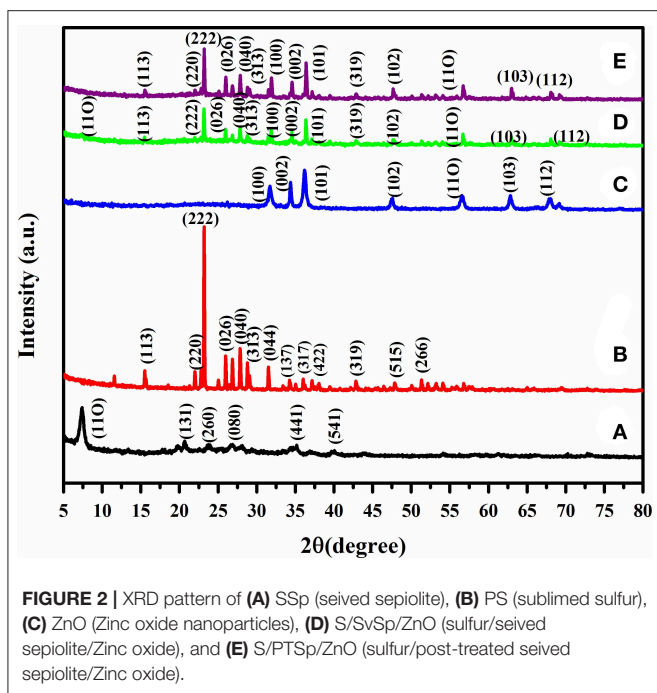 (222)
(113) (220) (026) (040) (313) (100) (002) (101) (319) (102) (11O) (103) (112) E
(11O) (113) (222) (026) (040) (313) (100) (002) (101) (319) (102) (11O) (103) (112) D
(100) (002) (101) (102) (11O) (103) (112) C
(222)
(113) (220) (026) (040) (313) (044) (137) (317) (422) (319) (515) (266) B
(11O) (131) (260) (080) (441) (541) A
Intensity (a.u.)
5 10 15 20 25 30 35 40 45 50 55 60 65 70 75 80
2θ(degree)
FIGURE 2 | XRD pattern of (A) SSp (seived sepiolite), (B) PS (sublimed sulfur),
(C) ZnO (Zinc oxide nanoparticles), (D) S/SvSp/ZnO (sulfur/seived
sepiolite/Zinc oxide), and (E) S/PTSp/ZnO (sulfur/post-treated seived
sepiolite/Zinc oxide).